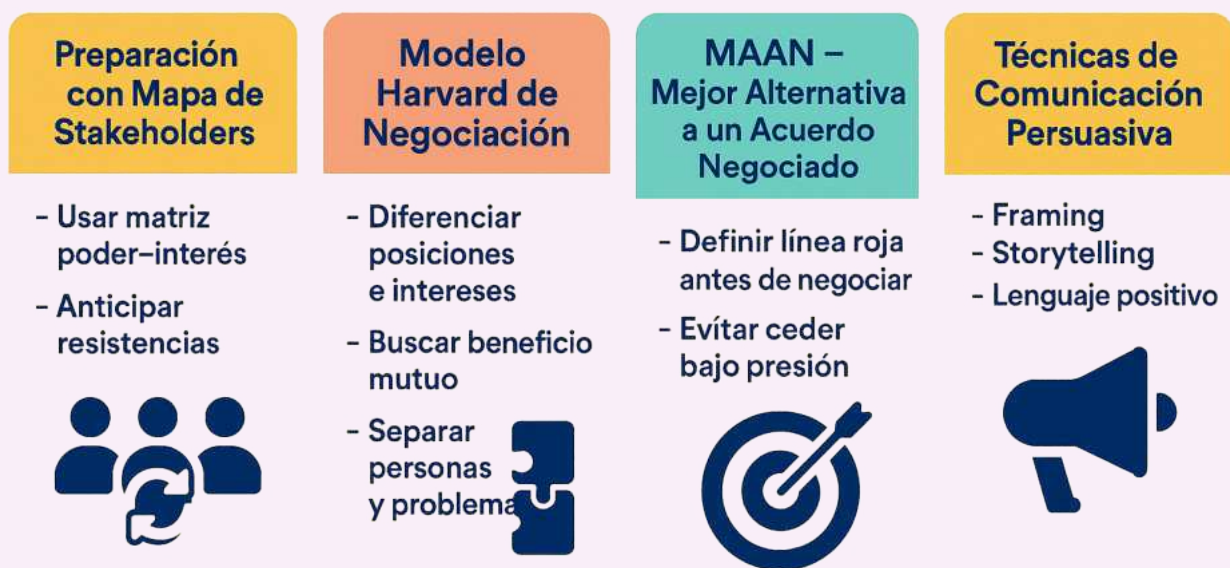 Preparación
con Mapa de
Stakeholders
- Usar matriz
poder–interés
- Anticipar
resistencias
Modelo
Harvard de
Negociación
- Diferenciar
posiciones
e intereses
- Buscar beneficio
mutuo
- Separar
personas
y problema
MAAN –
Mejor Alternativa
a un Acuerdo
Negociado
- Definir línea roja
antes de negociar
- Evítar ceder
bajo presión
Técnicas de
Comunicación
Persuasiva
- Framing
- Storytelling
- Lenguaje positivo